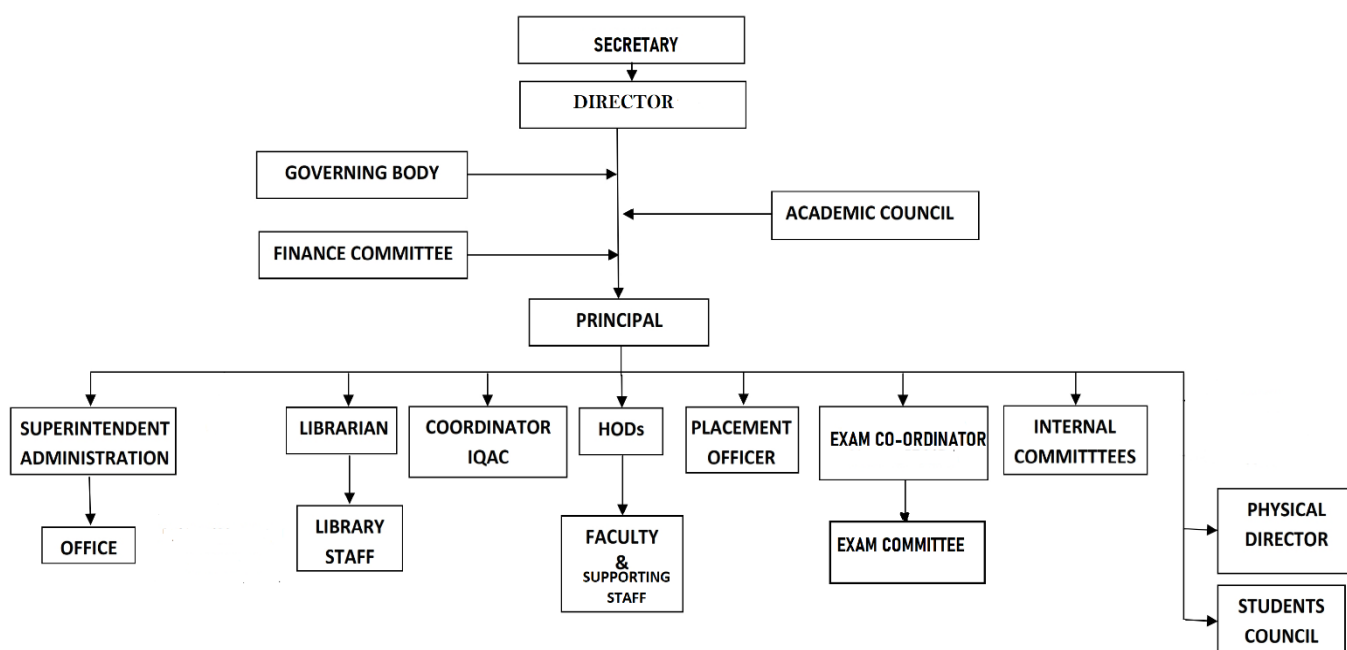 SECRETARY
DIRECTOR
GOVERNING BODY
ACADEMIC COUNCIL
FINANCE COMMITTEE
PRINCIPAL
SUPERINTENDENT
ADMINISTRATION
LIBRARIAN
COORDINATOR
IQAC
HODs
PLACEMENT
OFFICER
EXAM CO-ORDINATOR
INTERNAL
COMMITTTEES
OFFICE
LIBRARY
STAFF
FACULTY
&
SUPPORTING
STAFF
EXAM COMMITTEE
PHYSICAL
DIRECTOR
STUDENTS
COUNCIL